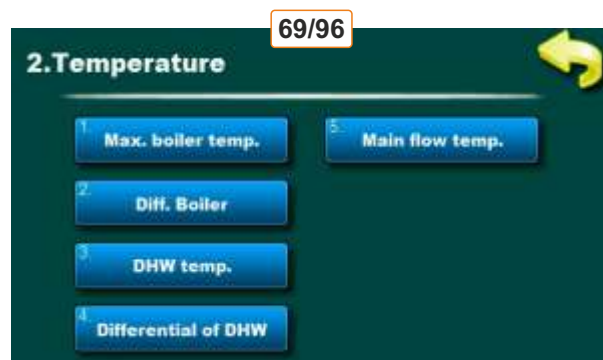 69/96
2.Temperature
1.
Max. boiler temp.
2.
Diff. Boiler
3.
DHW temp.
4.
Differential of DHW
5.
Main flow temp.